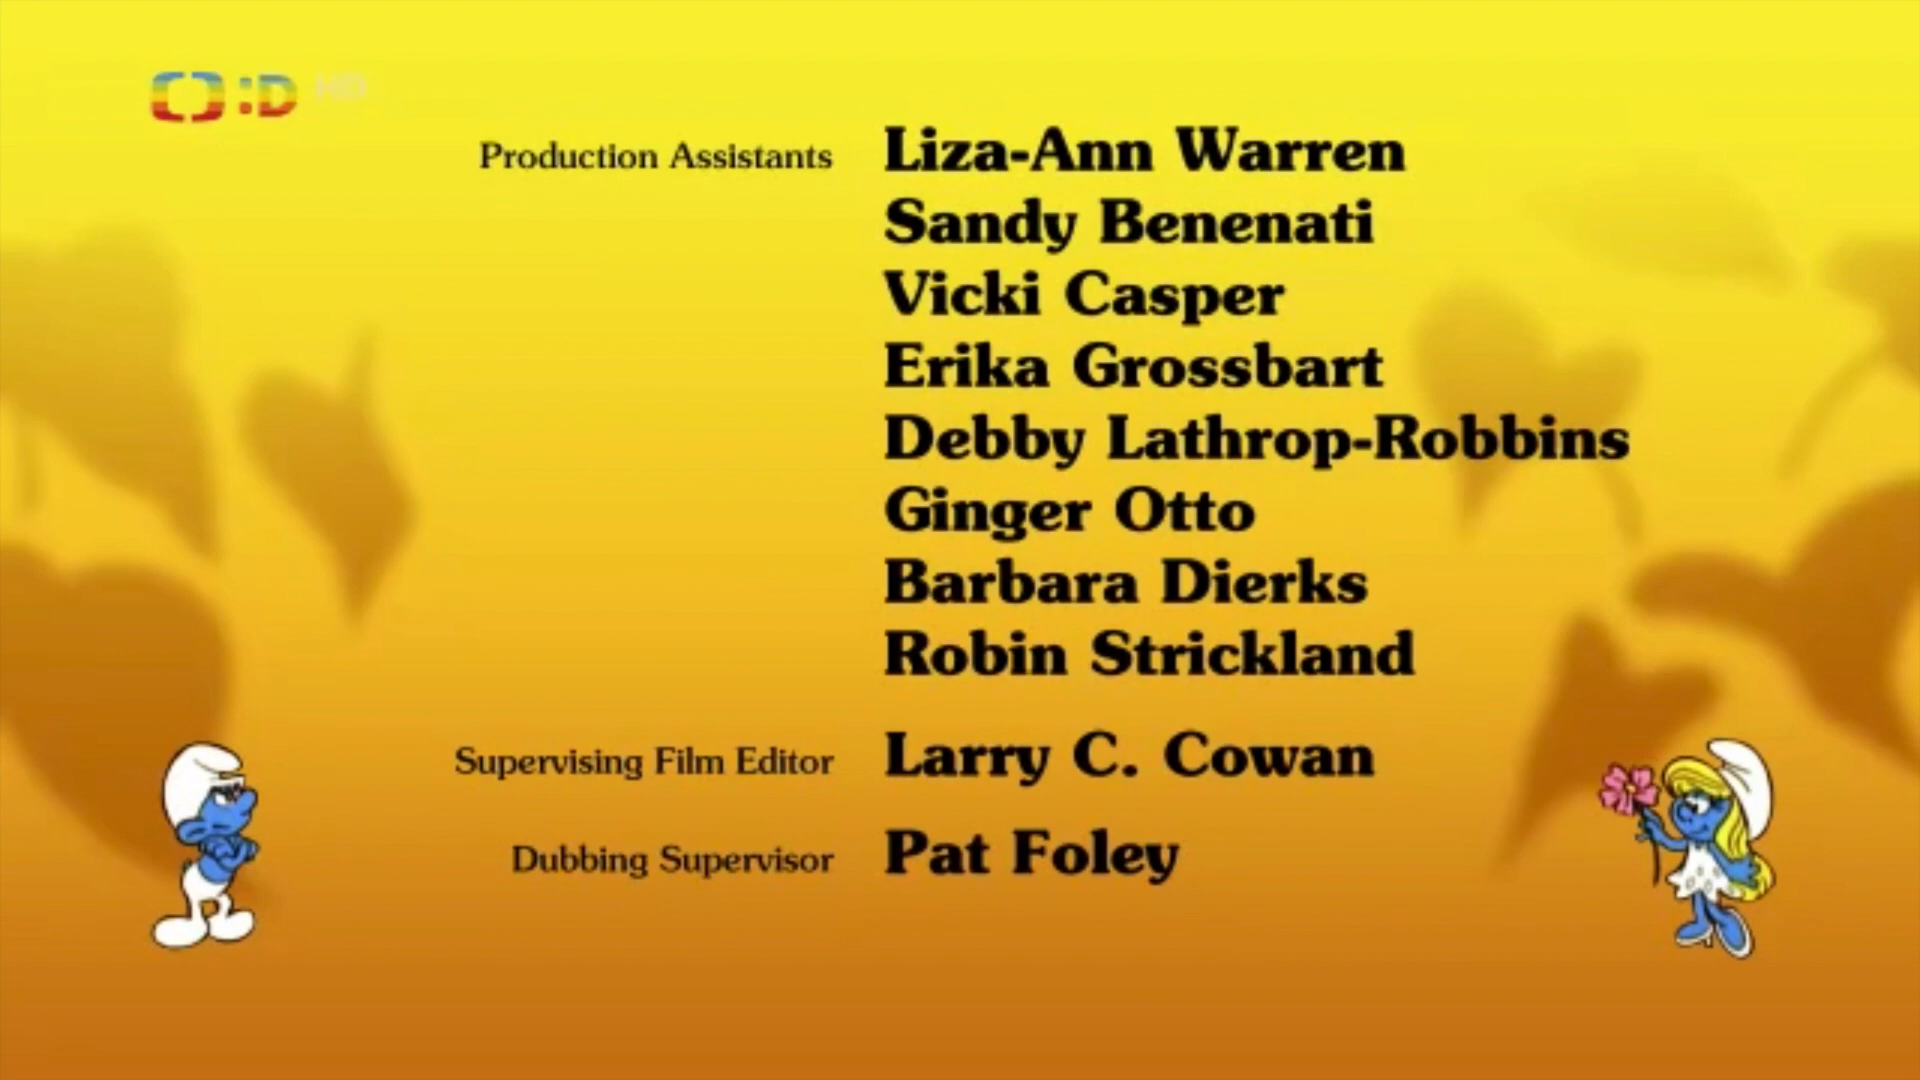 :D HD
Production Assistants Liza-Ann Warren
Sandy Benenati
Vicki Casper
Erika Grossbart
Debby Lathrop-Robbins
Ginger Otto
Barbara Dierks
Robin Strickland
Supervising Film Editor Larry C. Cowan
Dubbing Supervisor Pat Foley